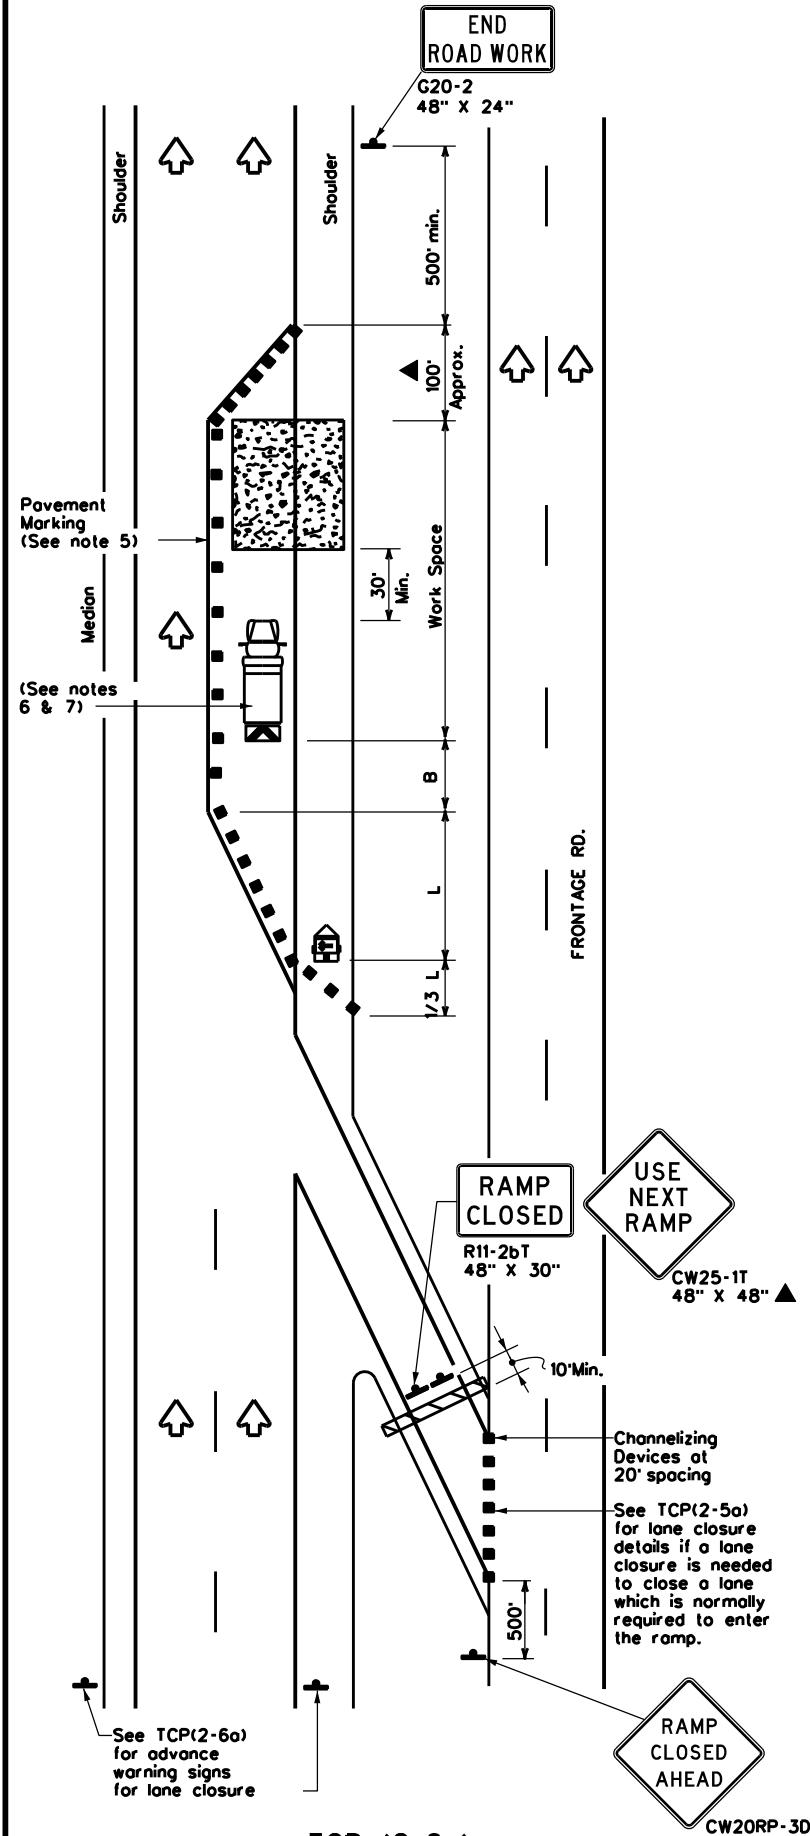 END
ROAD WORK
G20-2
48" X 24"
Shoulder
Shoulder
500' min.
100'
Approx.
Pavement
Marking
(See note 5)
30'
Min.
Work Space
Median
(See notes
6 & 7)
B
L
FRONTAGE RD.
1/3 L
RAMP
CLOSED
R11-2bT
48" X 30"
USE
NEXT
RAMP
CW25-1T
48" X 48"
10'Min.
Channelizing
Devices at
20' spacing
See TCP(2-5a)
for lane closure
details if a lane
closure is needed
to close a lane
which is normally
required to enter
the ramp.
500'
See TCP(2-6a)
for advance
warning signs
for lane closure
RAMP
CLOSED
AHEAD
CW20RP-3D